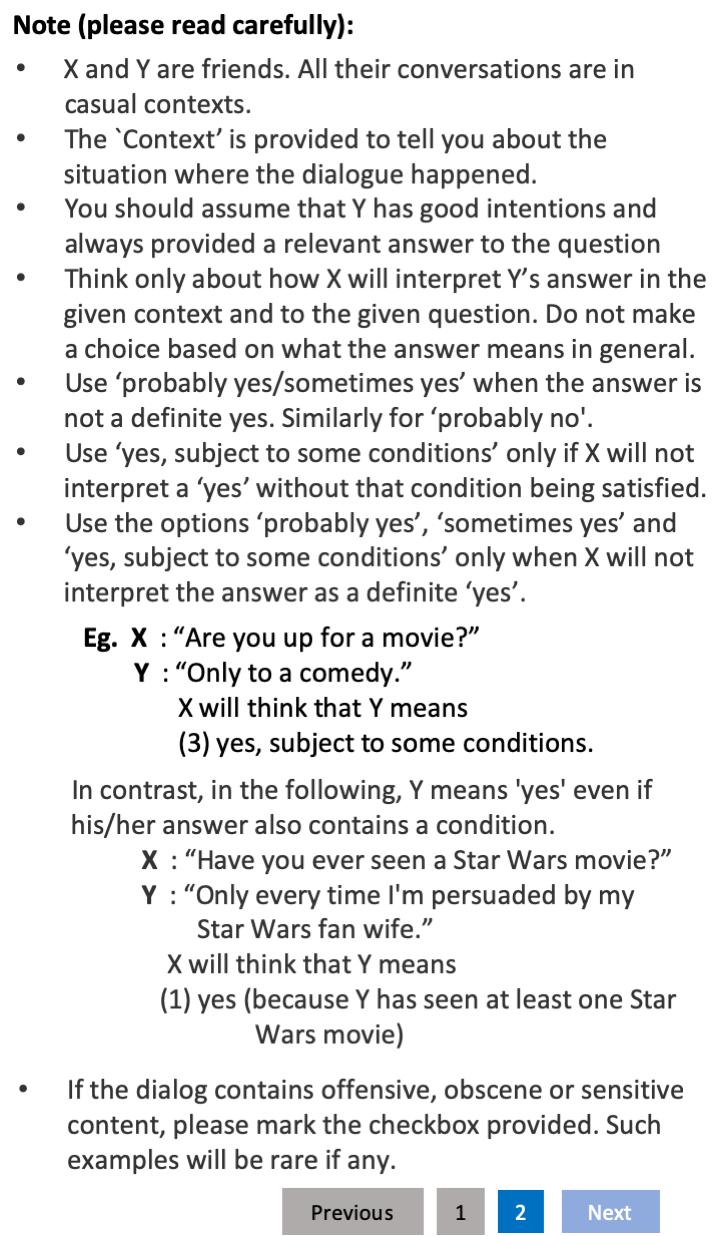 Note (please read carefully):
• X and Y are friends. All their conversations are in
casual contexts.
• The `Context’ is provided to tell you about the
situation where the dialogue happened.
• You should assume that Y has good intentions and
always provided a relevant answer to the question
• Think only about how X will interpret Y’s answer in the
given context and to the given question. Do not make
a choice based on what the answer means in general.
• Use ‘probably yes/sometimes yes’ when the answer is
not a definite yes. Similarly for ‘probably no'.
• Use ‘yes, subject to some conditions’ only if X will not
interpret a ‘yes’ without that condition being satisfied.
• Use the options ‘probably yes’, ‘sometimes yes’ and
‘yes, subject to some conditions’ only when X will not
interpret the answer as a definite ‘yes’.
Eg. X : “Are you up for a movie?”
Y : “Only to a comedy.”
X will think that Y means
(3) yes, subject to some conditions.
In contrast, in the following, Y means 'yes' even if
his/her answer also contains a condition.
X : “Have you ever seen a Star Wars movie?”
Y : “Only every time I'm persuaded by my
Star Wars fan wife.”
X will think that Y means
(1) yes (because Y has seen at least one Star
Wars movie)
• If the dialog contains offensive, obscene or sensitive
content, please mark the checkbox provided. Such
examples will be rare if any.
Previous 1 2 Next